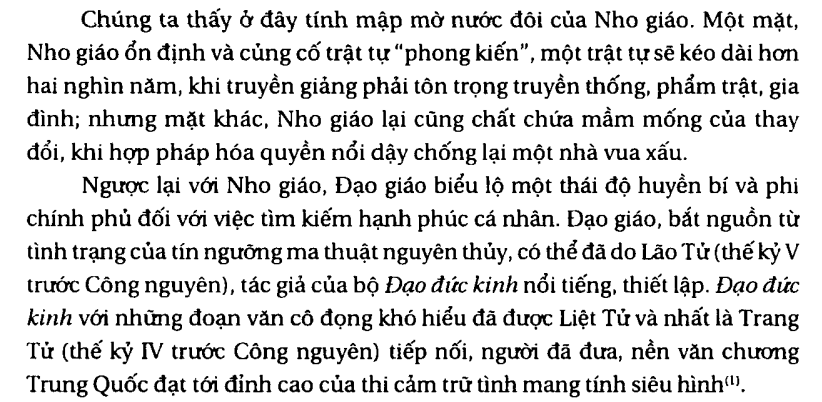 Chúng ta thấy ở đây tính mập mờ nước đôi của Nho giáo. Một mặt,
Nho giáo ổn định và củng cố trật tự “phong kiến”, một trật tự sẽ kéo dài hơn
hai nghìn năm, khi truyền giảng phải tôn trọng truyền thống, phẩm trật, gia
đình; nhưng mặt khác, Nho giáo lại cũng chất chứa mầm mống của thay
đổi, khi hợp pháp hóa quyền nổi dậy chống lại một nhà vua xấu.
Ngược lại với Nho giáo, Đạo giáo biểu lộ một thái độ huyền bí và phi
chính phủ đối với việc tìm kiếm hạnh phúc cá nhân. Đạo giáo, bắt nguồn từ
tình trạng của tín ngưỡng ma thuật nguyên thủy, có thể đã do Lão Tử (thế kỷ V
trước Công nguyên), tác giả của bộ Đạo đức kinh nổi tiếng, thiết lập. Đạo đức
kinh với những đoạn văn cô đọng khó hiểu đã được Liệt Tử và nhất là Trang
Tử (thế kỷ IV trước Công nguyên) tiếp nối, người đã đưa, nền văn chương
Trung Quốc đạt tới đỉnh cao của thi cảm trữ tình mang tính siêu hình⁽¹⁾.